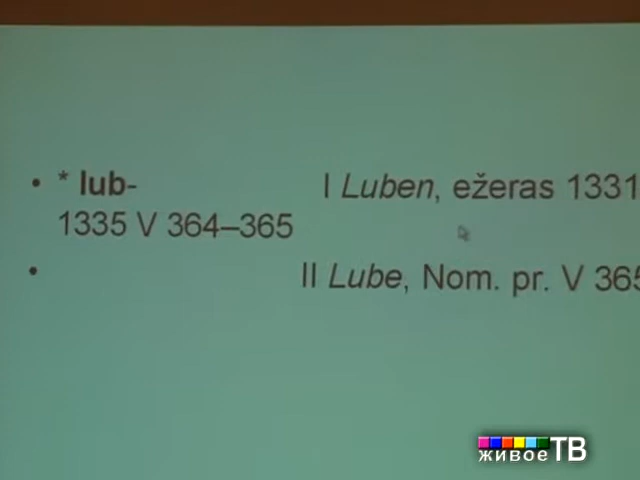 • * lub- I Luben, ežeras 1331
1335 V 364–365
• II Lube, Nom. pr. V 365
живоеТВ